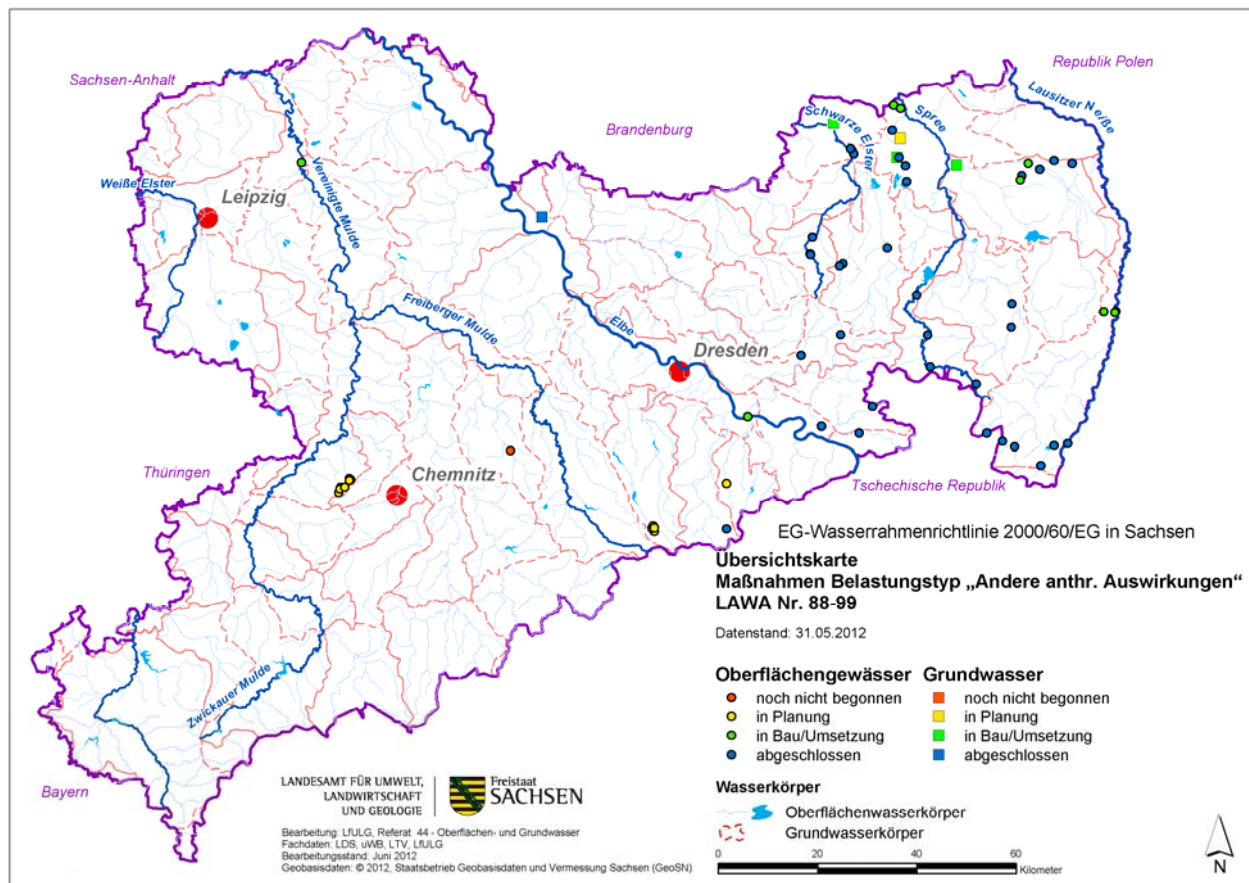 Sachsen-Anhalt
Republik Polen
Lausitzer Neiße
Brandenburg
Schwarze Elster
Spree
Weiße Elster
Leipzig
Vereinigte Mulde
Freiberger Mulde
Elbe
Dresden
Thüringen
Chemnitz
Tschechische Republik
Zwickauer Mulde
Bayern
EG-Wasserrahmenrichtlinie 2000/60/EG in Sachsen
Übersichtskarte
Maßnahmen Belastungstyp „Andere anthr. Auswirkungen“
LAWA Nr. 88-99
Datenstand: 31.05.2012
Oberflächengewässer Grundwasser
noch nicht begonnen noch nicht begonnen
in Planung in Planung
in Bau/Umsetzung in Bau/Umsetzung
abgeschlossen abgeschlossen
Wasserkörper
Oberflächenwasserkörper
Grundwasserkörper
0 20 40 60
Kilometer
N
LANDESAMT FÜR UMWELT,
LANDWIRTSCHAFT
UND GEOLOGIE
Freistaat
SACHSEN
Bearbeitung: LfULG, Referat 44 - Oberflächen- und Grundwasser
Fachdaten: LDS, uWB, LTV, LfULG
Bearbeitungsstand: Juni 2012
Geobasisdaten: © 2012, Staatsbetrieb Geobasisdaten und Vermessung Sachsen (GeoSN)